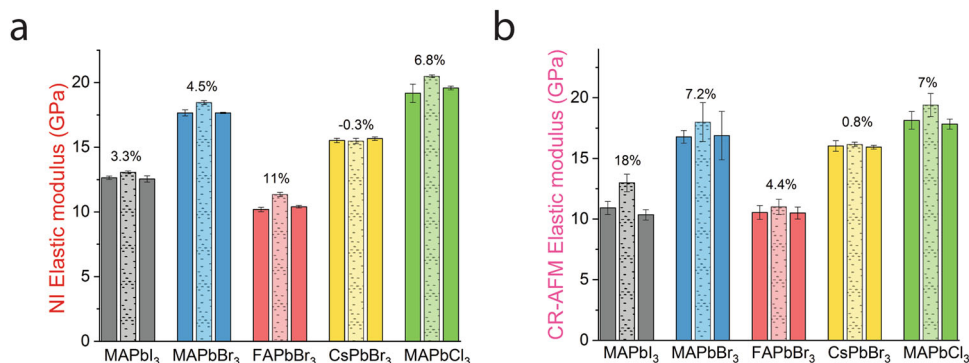 a
NI Elastic modulus (GPa)
20
15
10
5
0
3.3%
4.5%
11%
-0.3%
6.8%
MAPbI3
MAPbBr3
FAPbBr3
CsPbBr3
MAPbCl3
b
CR-AFM Elastic modulus (GPa)
20
15
10
5
0
18%
7.2%
4.4%
0.8%
7%
MAPbI3
MAPbBr3
FAPbBr3
CsPbBr3
MAPbCl3